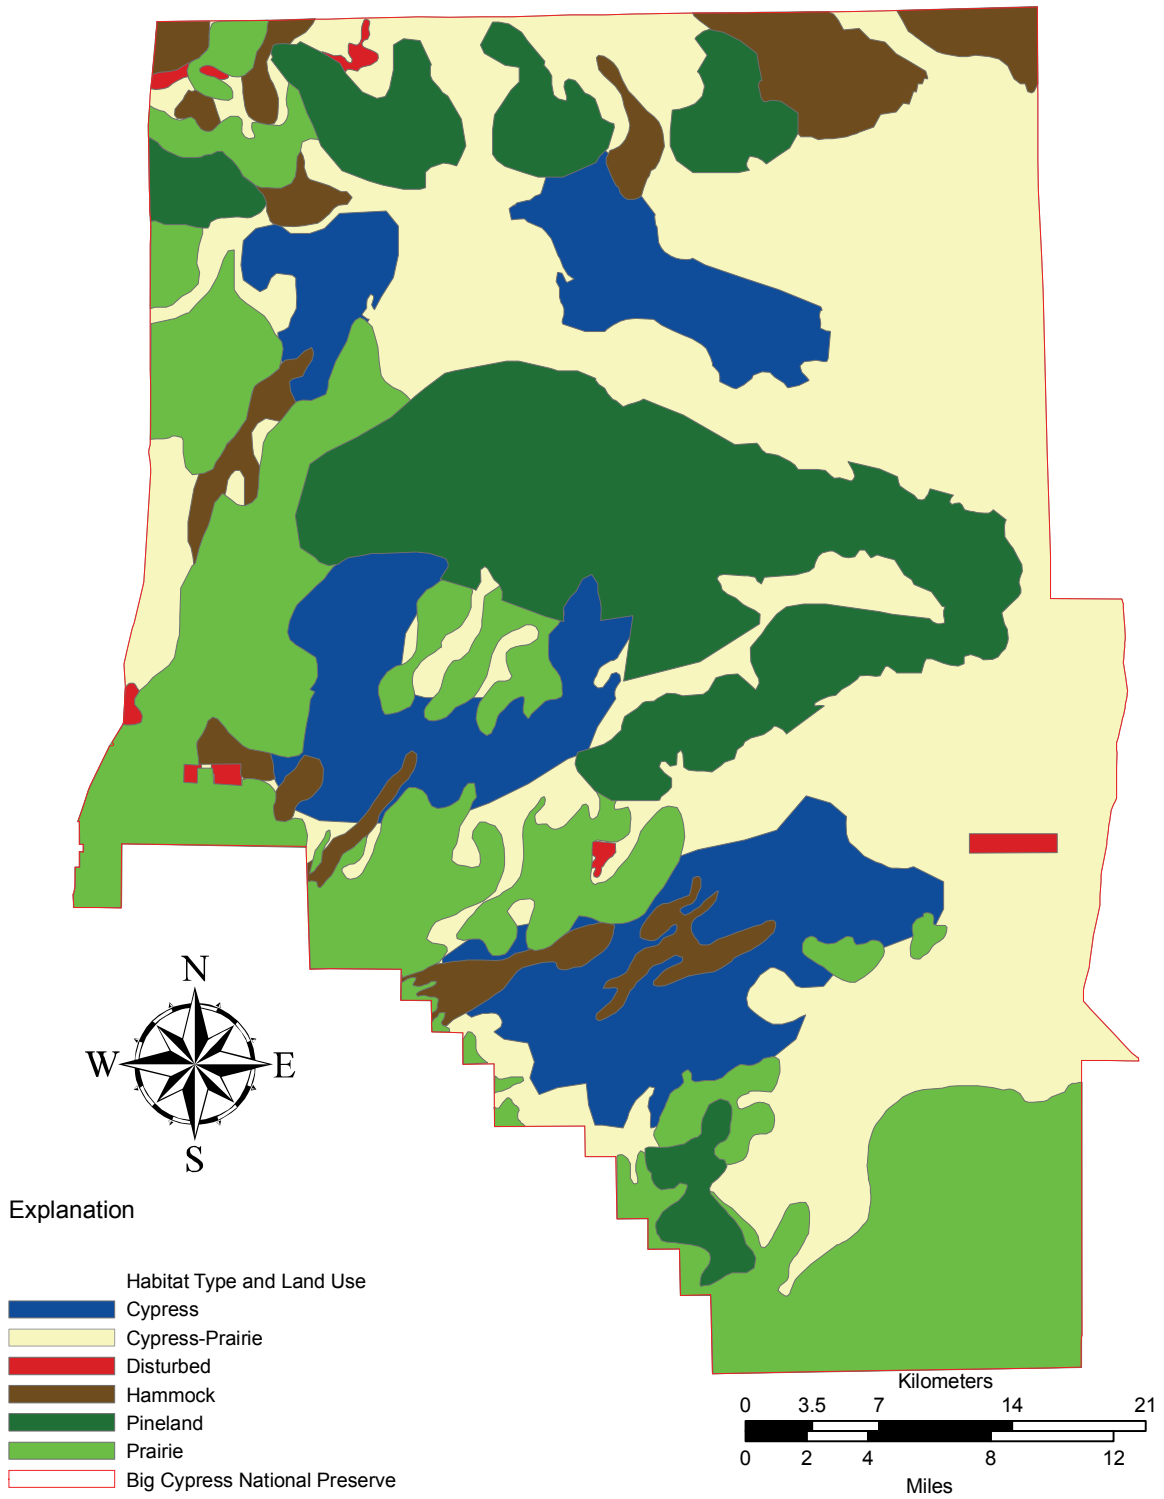 N
W E
S
Explanation
Habitat Type and Land Use
Cypress
Cypress-Prairie
Disturbed
Hammock
Pineland
Prairie
Big Cypress National Preserve
Kilometers
0 3.5 7 14 21
0 2 4 8 12
Miles